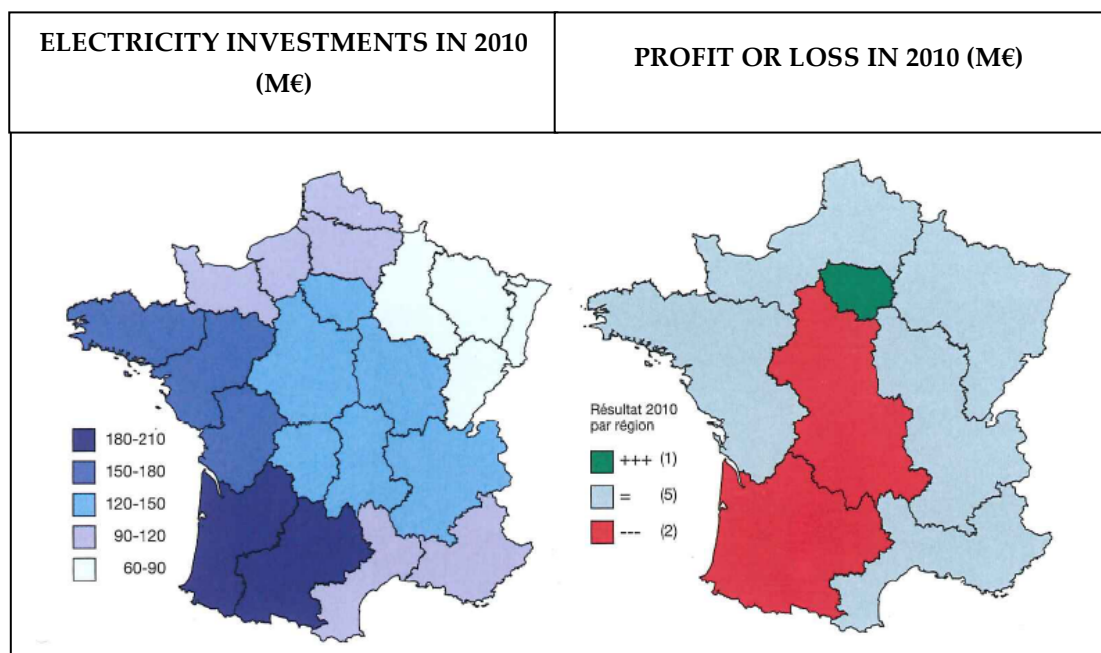 ELECTRICITY INVESTMENTS IN 2010
(M€)
PROFIT OR LOSS IN 2010 (M€)
180-210
150-180
120-150
90-120
60-90
Résultat 2010
par région
+++ (1)
= (5)
--- (2)